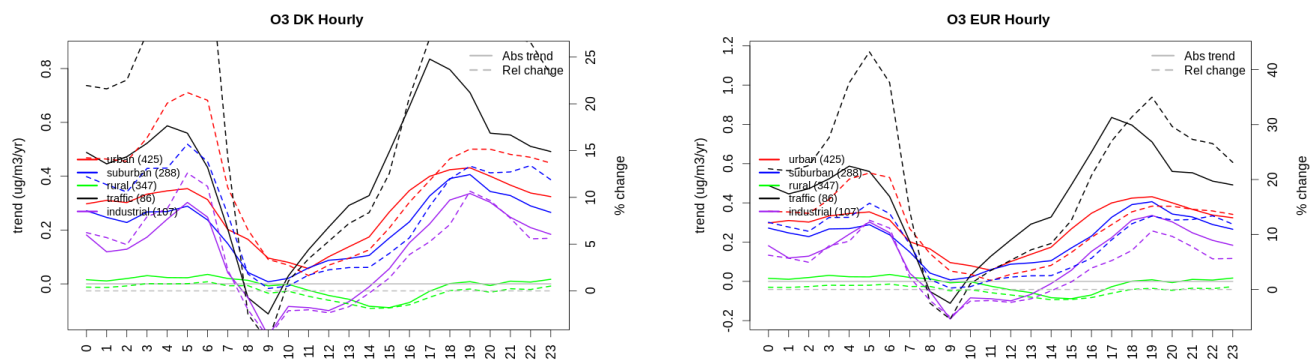 O3 DK Hourly
Abs trend
Rel change
urban (425)
suburban (288)
rural (347)
traffic (86)
industrial (107)
trend (ug/m3/yr)
0.0 0.2 0.4 0.6 0.8
% change
0 5 10 15 20 25
0 1 2 3 4 5 6 7 8 9 10 11 12 13 14 15 16 17 18 19 20 21 22 23
O3 EUR Hourly
Abs trend
Rel change
urban (425)
suburban (288)
rural (347)
traffic (86)
industrial (107)
trend (ug/m3/yr)
-0.2 0.0 0.2 0.4 0.6 0.8 1.0 1.2
% change
0 10 20 30 40
0 1 2 3 4 5 6 7 8 9 10 11 12 13 14 15 16 17 18 19 20 21 22 23